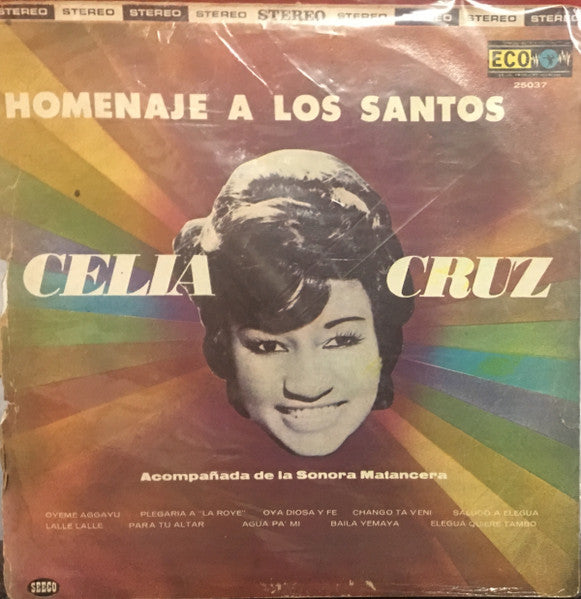 STEREO STEREO STEREO STEREO STEREO STEREO STEREO STEREO STEREO
ECO
25037
HOMENAJE A LOS SANTOS
CELIA CRUZ
Acompañada de la Sonora Matancera
OYEME AGGAYU PLEGARIA A "LA ROYE" OYA DIOSA Y FE CHANGO TA VENI SALUDO A ELEGUA
LALLE LALLE PARA TU ALTAR AGUA PA' MI BAILA YEMAYA ELEGUA QUIERE TAMBO
SEECO